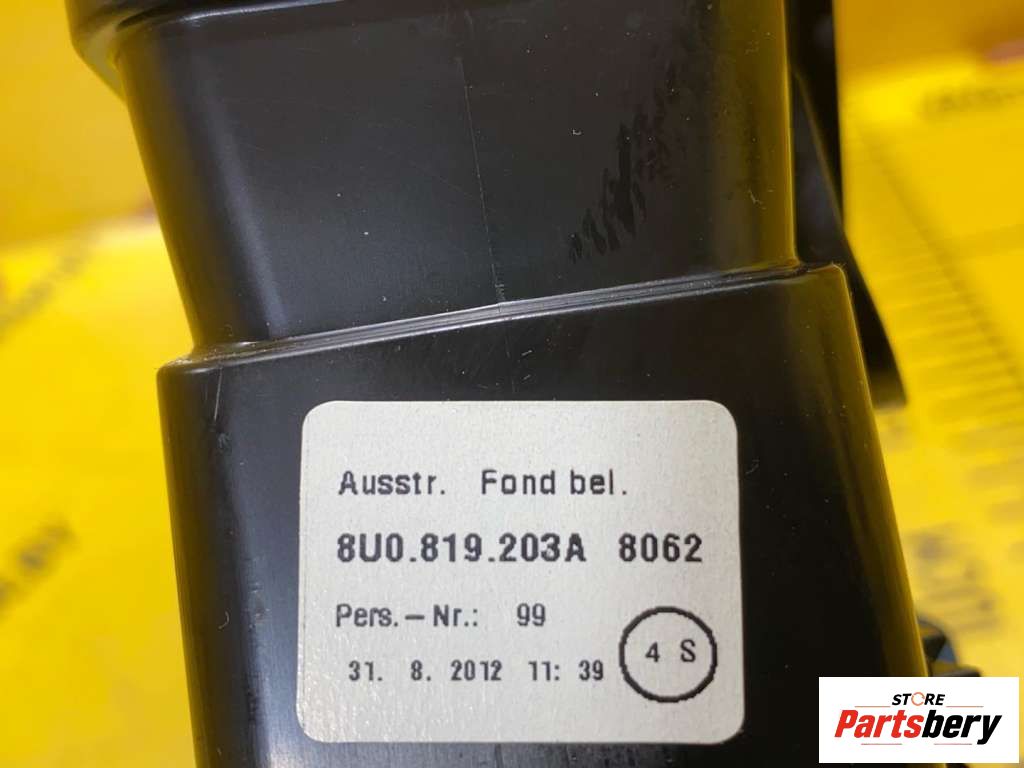 Ausstr. Fond bel.
8U0.819.203A 8062
Pers.-Nr.: 99
31. 8. 2012 11: 39
4 S
STORE
Partsbery